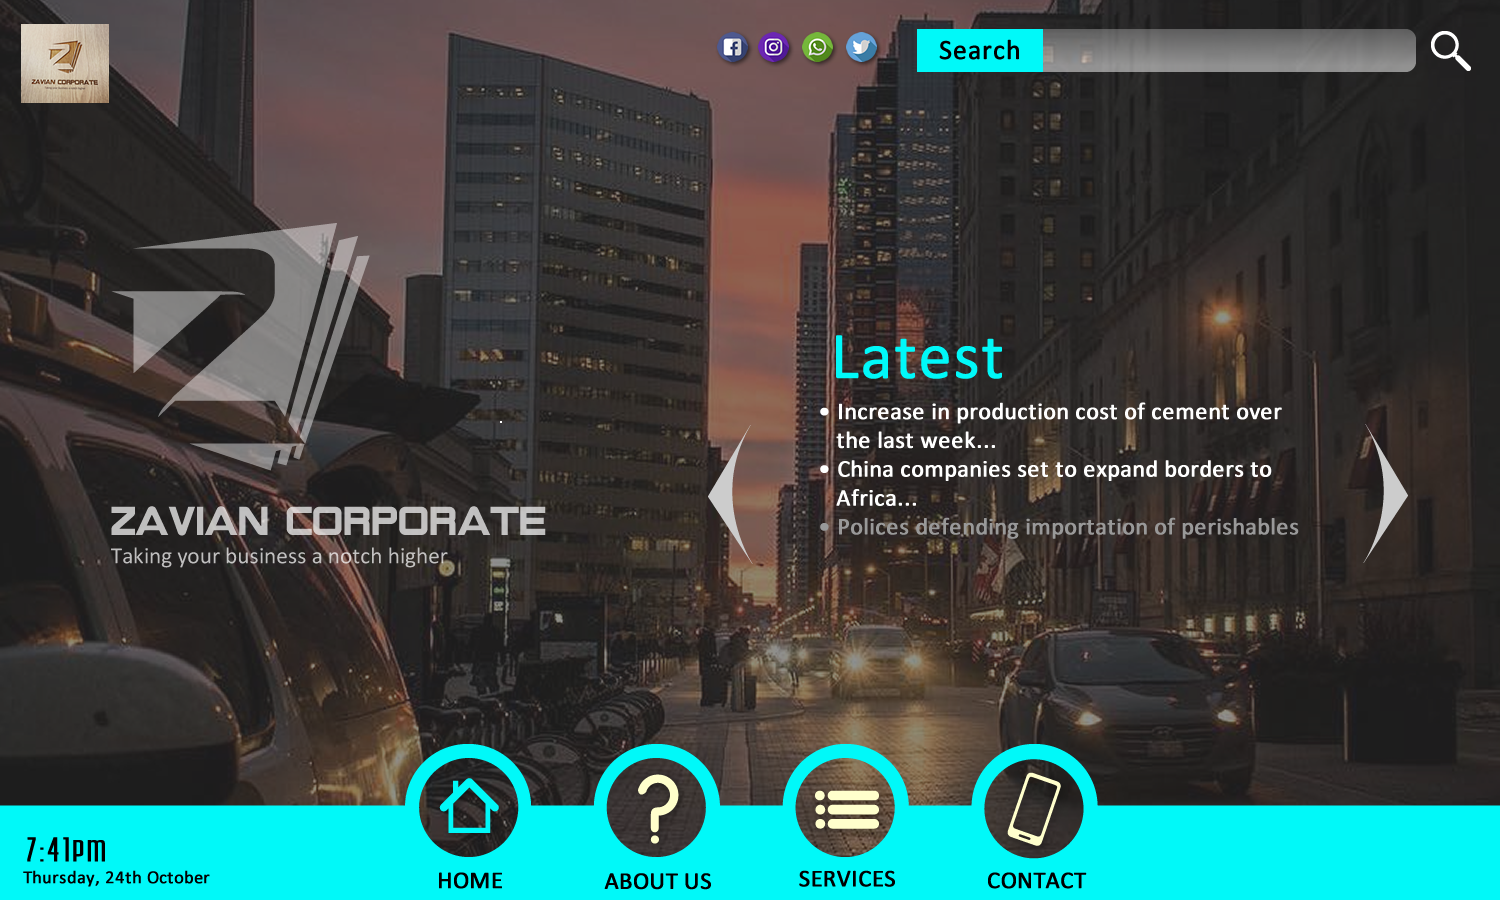 ZAVIAN CORPORATE
Search
Latest
• Increase in production cost of cement over
the last week...
• China companies set to expand borders to
Africa...
• Polices defending importation of perishables
ZAVIAN CORPORATE
Taking your business a notch higher
7:41pm
Thursday, 24th October
HOME
ABOUT US
SERVICES
CONTACT